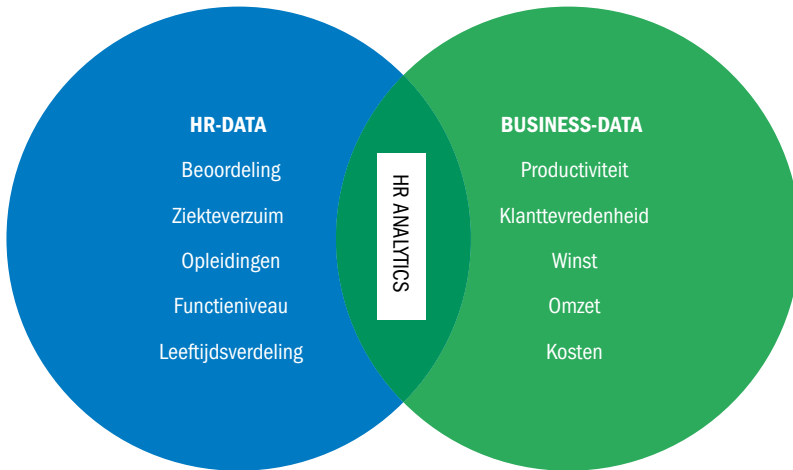 HR-DATA
Beoordeling
Ziekteverzuim
Opleidingen
Functieniveau
Leeftijdsverdeling
HR ANALYTICS
BUSINESS-DATA
Productiviteit
Klanttevredenheid
Winst
Omzet
Kosten